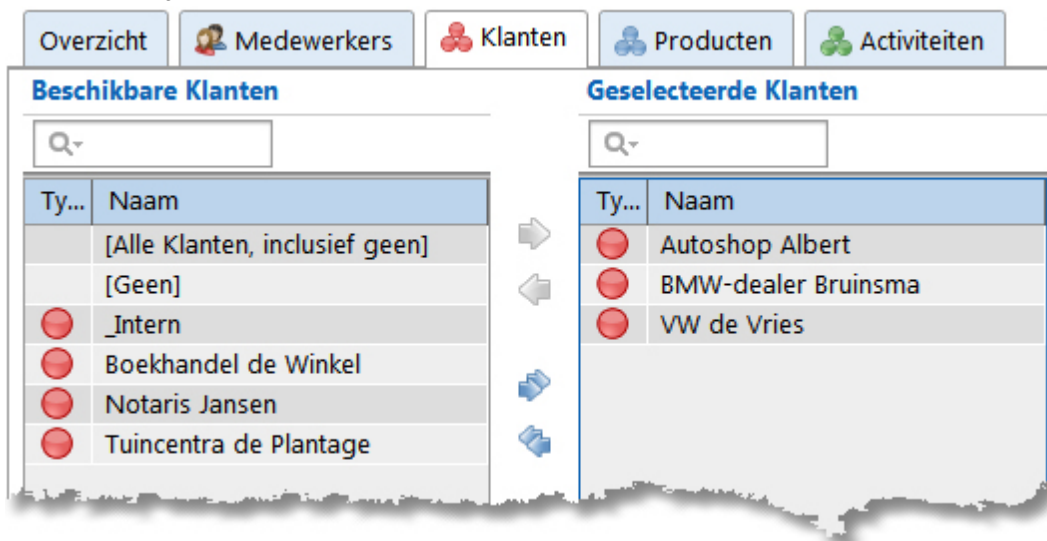 Overzicht Medewerkers Klanten Producten Activiteiten
Beschikbare Klanten
Ty... Naam
[Alle Klanten, inclusief geen]
[Geen]
_Intern
Boekhandel de Winkel
Notaris Jansen
Tuincentra de Plantage
Geselecteerde Klanten
Ty... Naam
Autoshop Albert
BMW-dealer Bruinsma
VW de Vries